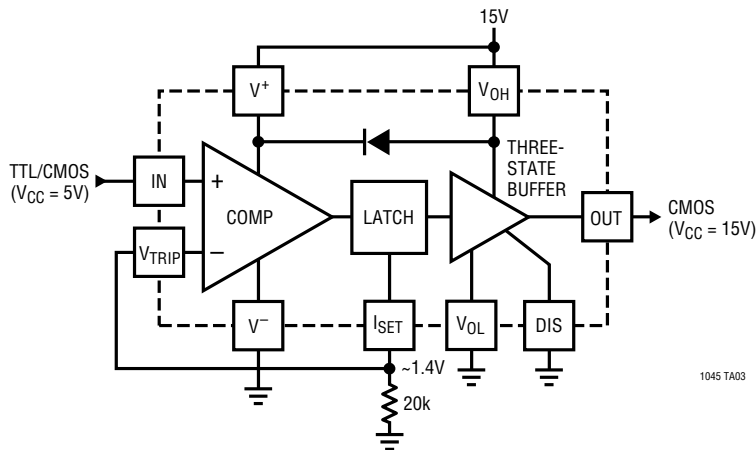 15V
V+
VOH
THREE-
STATE
BUFFER
TTL/CMOS
(VCC = 5V)
IN
+
COMP
LATCH
OUT
CMOS
(VCC = 15V)
VTRIP
–
V–
ISET
VOL
DIS
~1.4V
20k
1045 TA03